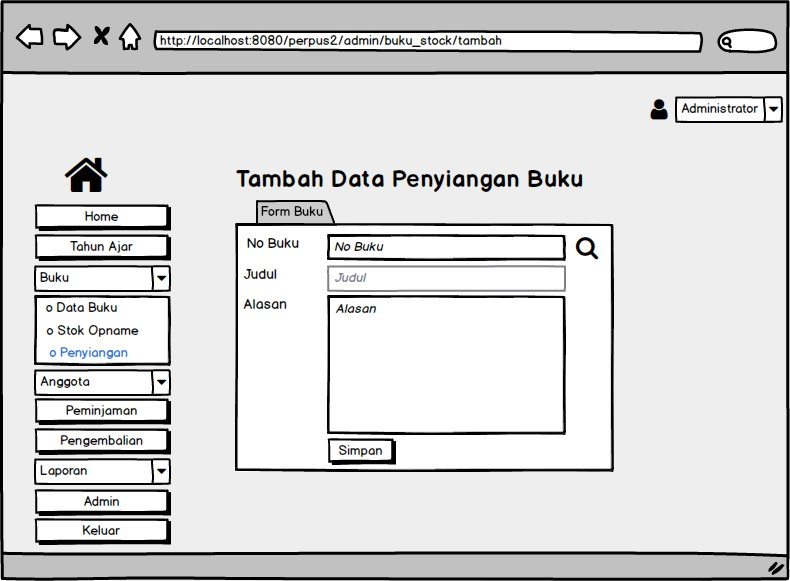 http://localhost:8080/perpus2/admin/buku_stock/tambah
Administrator
Tambah Data Penyiangan Buku
Home
Tahun Ajar
Buku
o Data Buku
o Stok Opname
o Penyiangan
Anggota
Peminjaman
Pengembalian
Laporan
Admin
Keluar
Form Buku
No Buku No Buku
Judul Judul
Alasan Alasan
Simpan